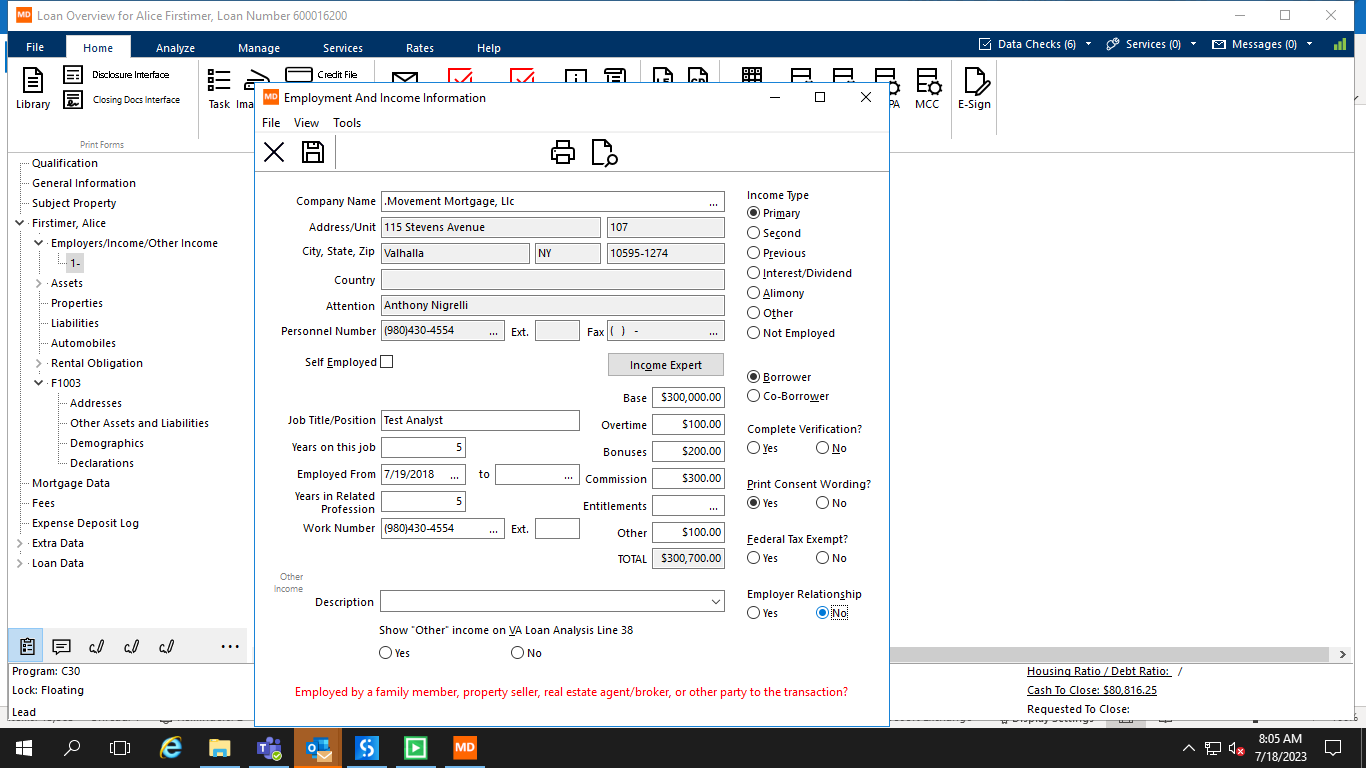 MD Loan Overview for Alice Firstimer, Loan Number 600016200
File Home Analyze Manage Services Rates Help Data Checks (6) Services (0) Messages (0)
Library
Disclosure Interface
Closing Docs Interface
Print Forms
Task
Credit File
MCC
E-Sign
MD Employment And Income Information
File View Tools
Qualification
General Information
Subject Property
Firstimer, Alice
Employers/Income/Other Income
1-
Assets
Properties
Liabilities
Automobiles
Rental Obligation
F1003
Addresses
Other Assets and Liabilities
Demographics
Declarations
Mortgage Data
Fees
Expense Deposit Log
Extra Data
Loan Data
Company Name .Movement Mortgage, Llc ...
Address/Unit 115 Stevens Avenue 107
City, State, Zip Valhalla NY 10595-1274
Country
Attention Anthony Nigrelli
Personnel Number (980)430-4554 ... Ext. Fax ( ) - ...
Self Employed
Income Expert
Job Title/Position Test Analyst
Years on this job 5
Employed From 7/19/2018 ... to ...
Years in Related
Profession 5
Work Number (980)430-4554 ... Ext.
Base $300,000.00
Overtime $100.00
Bonuses $200.00
Commission $300.00
Entitlements ...
Other $100.00
TOTAL $300,700.00
Other
Income
Description
Show "Other" income on VA Loan Analysis Line 38
Yes No
Income Type
Primary
Second
Previous
Interest/Dividend
Alimony
Other
Not Employed
Borrower
Co-Borrower
Complete Verification?
Yes No
Print Consent Wording?
Yes No
Federal Tax Exempt?
Yes No
Employer Relationship
Yes No
Employed by a family member, property seller, real estate agent/broker, or other party to the transaction?
Program: C30
Lock: Floating
Lead
Housing Ratio / Debt Ratio: /
Cash To Close: $80,816.25
Requested To Close:
MD
8:05 AM
7/18/2023